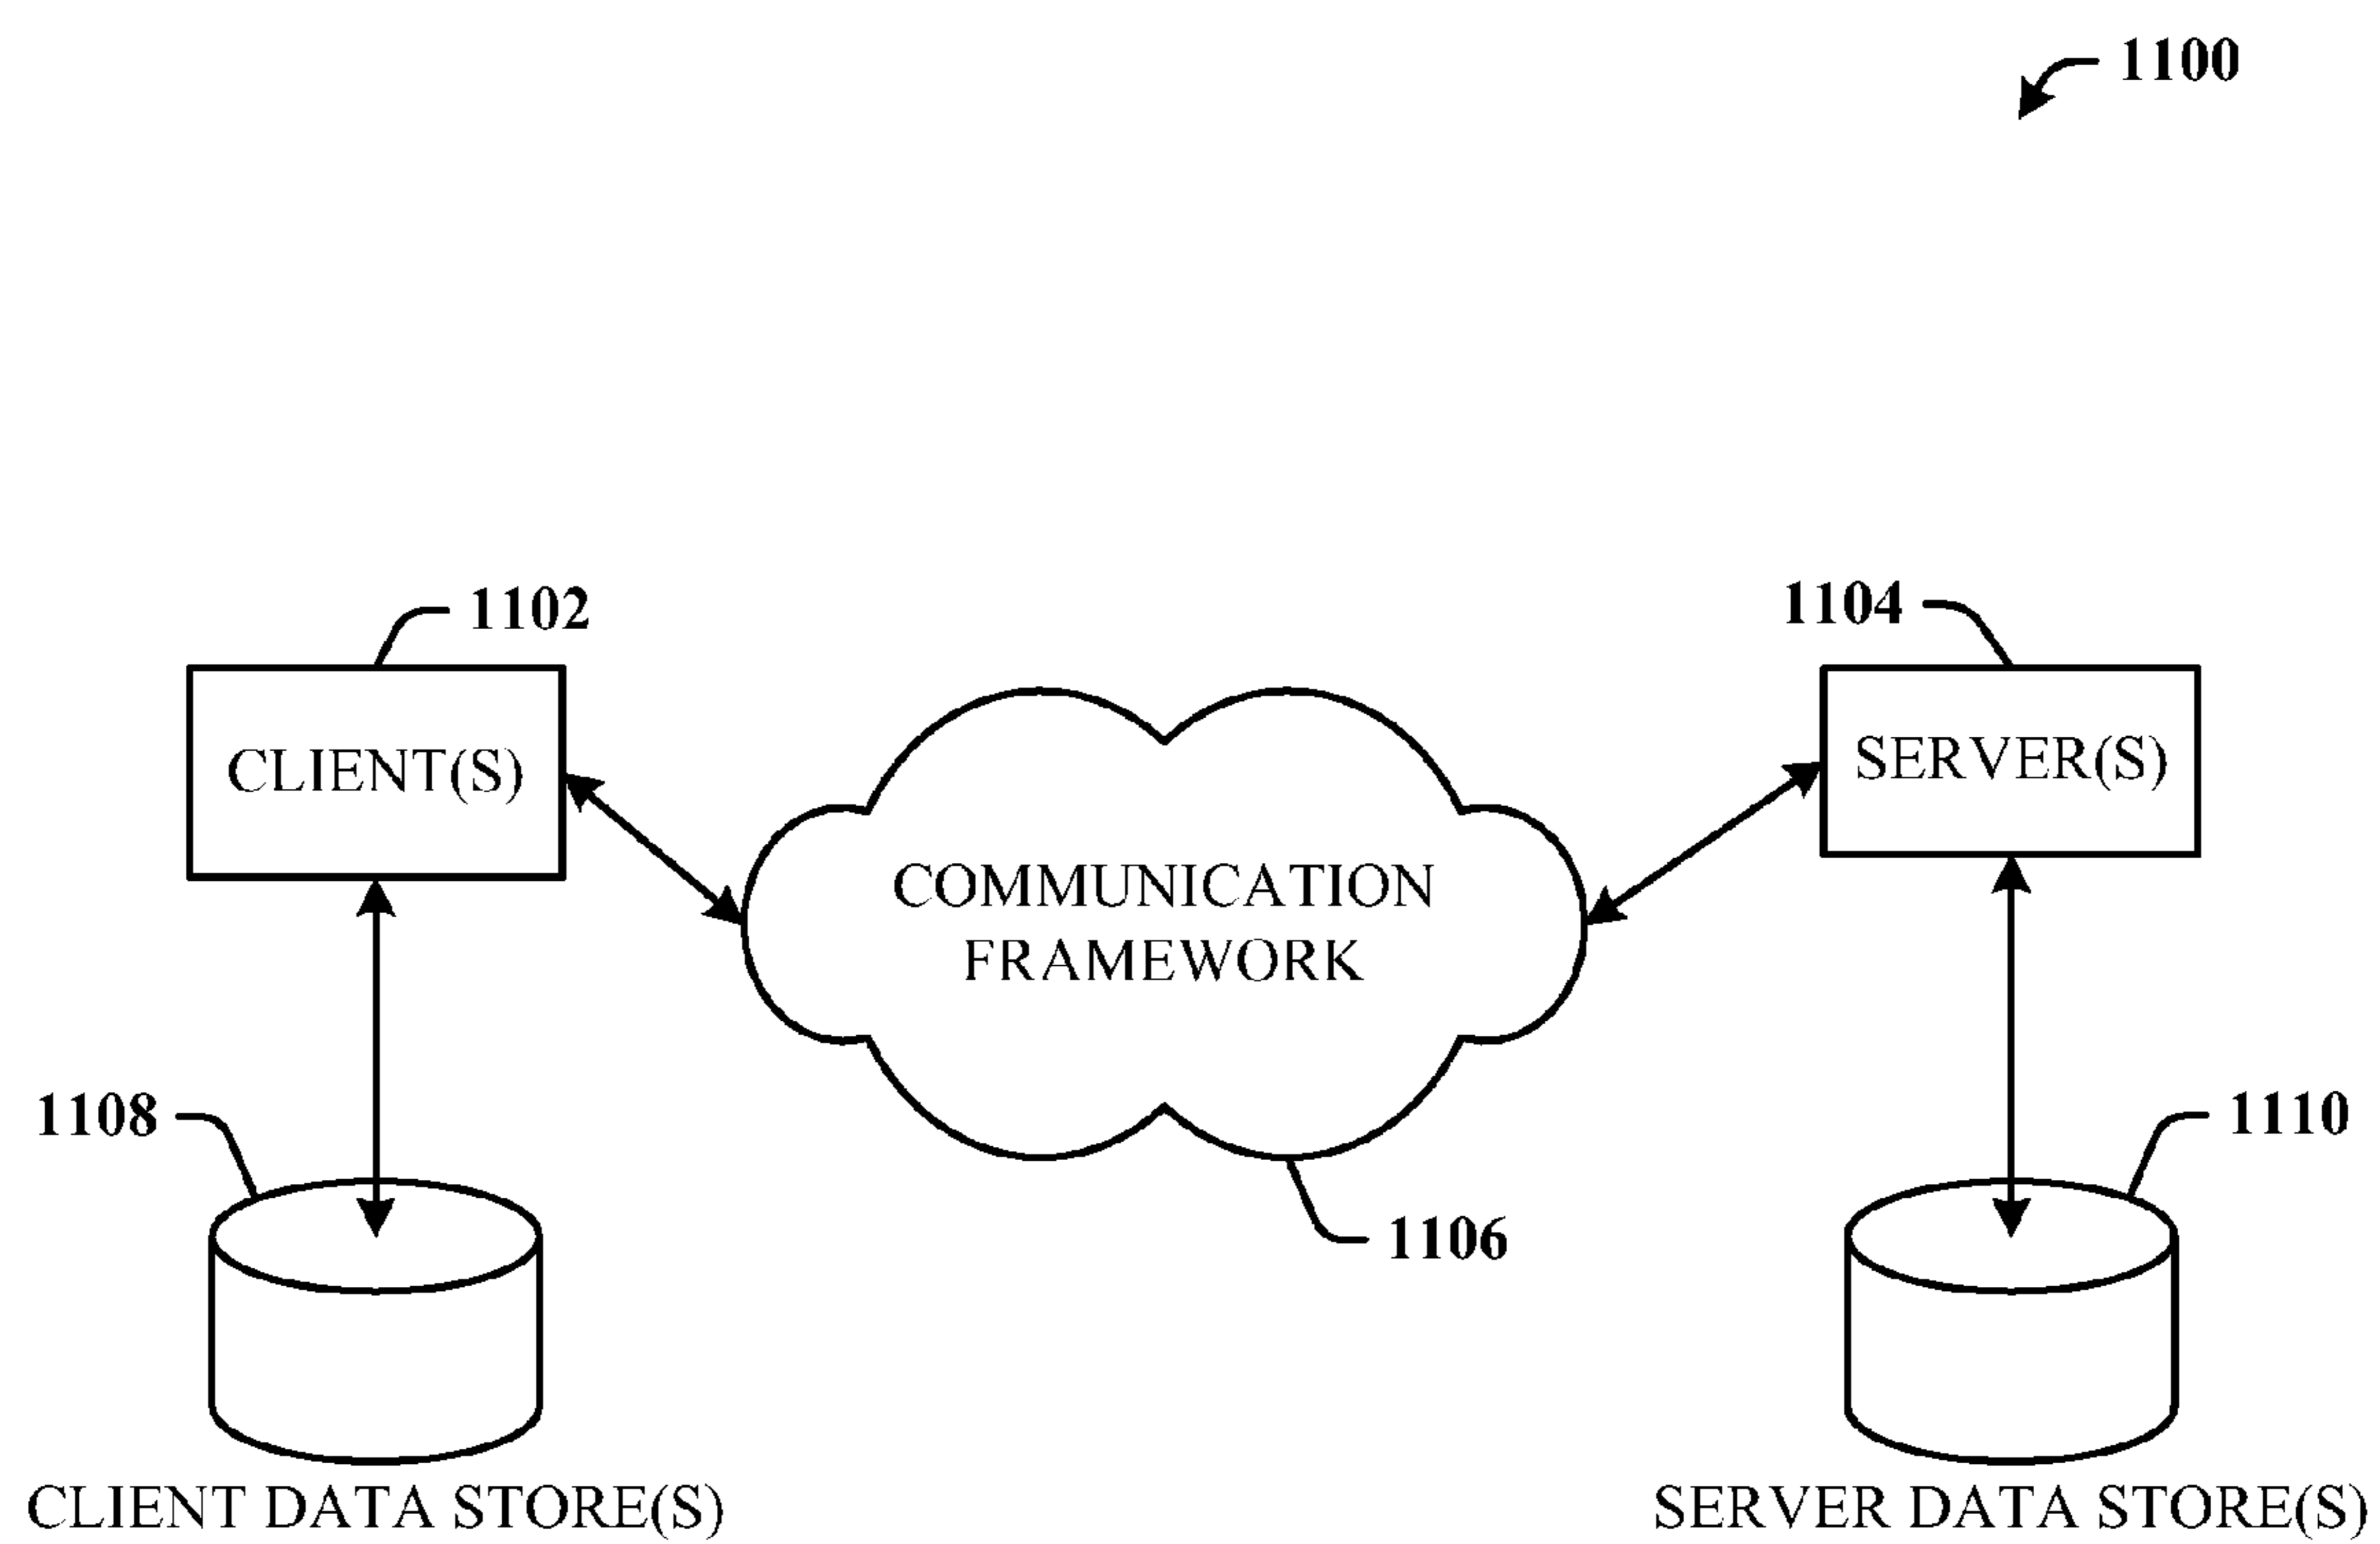 1100
1102
1104
CLIENT(S)
SERVER(S)
COMMUNICATION
FRAMEWORK
1108
1110
1106
CLIENT DATA STORE(S)
SERVER DATA STORE(S)